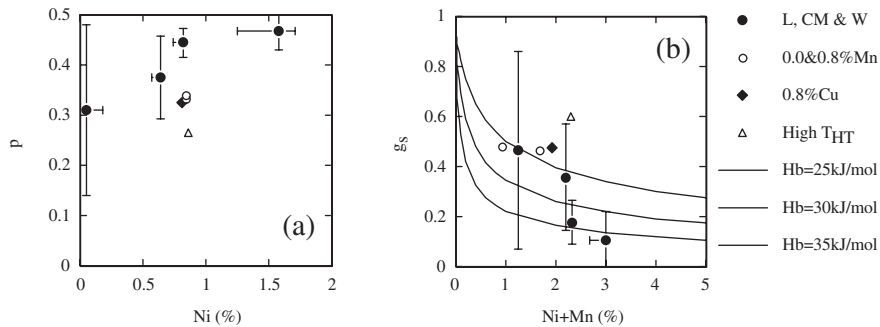 0.5
0.4
0.3
0.2
0.1
0
p
0 0.5 1 1.5 2
Ni (%)
(a)
1
0.8
0.6
0.4
0.2
0
gs
0 1 2 3 4 5
Ni+Mn (%)
(b)
L, CM & W
0.0&0.8%Mn
0.8%Cu
High THT
Hb=25kJ/mol
Hb=30kJ/mol
Hb=35kJ/mol